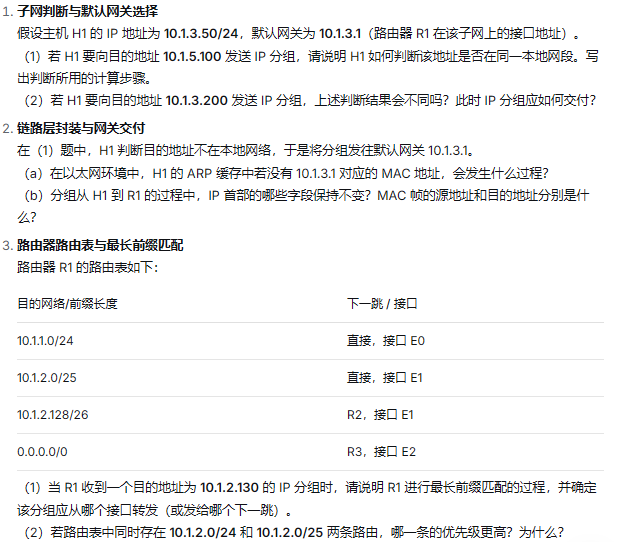 1. 子网判断与默认网关选择
假设主机 H1 的 IP 地址为 10.1.3.50/24，默认网关为 10.1.3.1（路由器 R1 在该子网上的接口地址）。
（1）若 H1 要向目的地址 10.1.5.100 发送 IP 分组，请说明 H1 如何判断该地址是否在同一本地网段。写
出判断所用的计算步骤。
（2）若 H1 要向目的地址 10.1.3.200 发送 IP 分组，上述判断结果会不同吗？此时 IP 分组应如何交付？
2. 链路层封装与网关交付
在（1）题中，H1 判断目的地址不在本地网络，于是将分组发往默认网关 10.1.3.1。
（a）在以太网环境中，H1 的 ARP 缓存中若没有 10.1.3.1 对应的 MAC 地址，会发生什么过程？
（b）分组从 H1 到 R1 的过程中，IP 首部的哪些字段保持不变？MAC 帧的源地址和目的地址分别是什
么？
3. 路由器路由表与最长前缀匹配
路由器 R1 的路由表如下：
目的网络/前缀长度 下一跳 / 接口
10.1.1.0/24 直接，接口 E0
10.1.2.0/25 直接，接口 E1
10.1.2.128/26 R2，接口 E1
0.0.0.0/0 R3，接口 E2
（1）当 R1 收到一个目的地址为 10.1.2.130 的 IP 分组时，请说明 R1 进行最长前缀匹配的过程，并确定
该分组应从哪个接口转发（或发给哪个下一跳）。
（2）若路由表中同时存在 10.1.2.0/24 和 10.1.2.0/25 两条路由，哪一条的优先级更高？为什么？